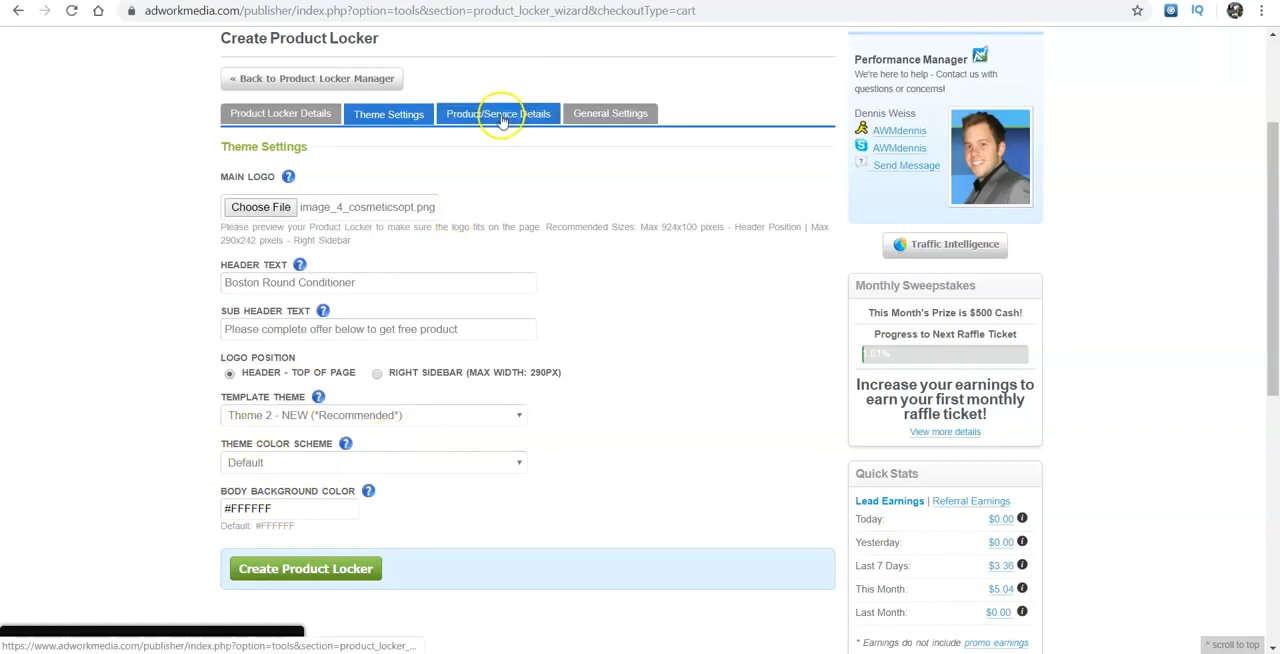 adworkmedia.com/publisher/index.php?option=tools&section=product_locker_wizard&checkoutType=cart
IQ
Create Product Locker
« Back to Product Locker Manager
Product Locker Details
Theme Settings
Product/Service Details
General Settings
Theme Settings
MAIN LOGO ?
Choose File image_4_cosmeticsopt.png
Please preview your Product Locker to make sure the logo fits on the page. Recommended Sizes: Max 924x100 pixels - Header Position | Max
290x242 pixels - Right Sidebar
HEADER TEXT ?
Boston Round Conditioner
SUB HEADER TEXT ?
Please complete offer below to get free product
LOGO POSITION
HEADER - TOP OF PAGE RIGHT SIDEBAR (MAX WIDTH: 290PX)
TEMPLATE THEME ?
Theme 2 - NEW (*Recommended*)
THEME COLOR SCHEME ?
Default
BODY BACKGROUND COLOR ?
#FFFFFF
Default: #FFFFFF
Create Product Locker
Performance Manager
We're here to help - Contact us with
questions or concerns!
Dennis Weiss
AWMdennis
AWMdennis
Send Message
Traffic Intelligence
Monthly Sweepstakes
This Month's Prize is $500 Cash!
Progress to Next Raffle Ticket
1.01%
Increase your earnings to
earn your first monthly
raffle ticket!
View more details
Quick Stats
Lead Earnings | Referral Earnings
Today: $0.00
Yesterday: $0.00
Last 7 Days: $3.36
This Month: $5.04
Last Month: $0.00
* Earnings do not include promo earnings
^ scroll to top
https://www.adworkmedia.com/publisher/index.php?option=tools&section=product_locker_...